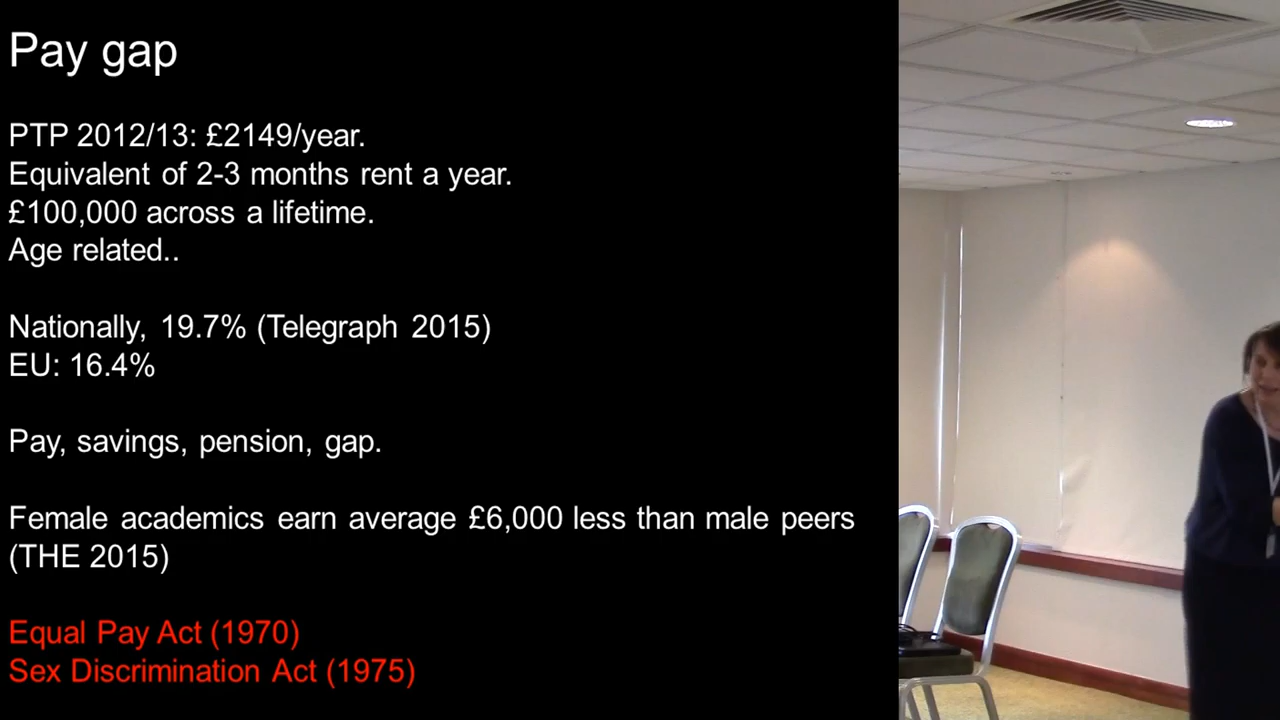 Pay gap
PTP 2012/13: £2149/year.
Equivalent of 2-3 months rent a year.
£100,000 across a lifetime.
Age related..
Nationally, 19.7% (Telegraph 2015)
EU: 16.4%
Pay, savings, pension, gap.
Female academics earn average £6,000 less than male peers
(THE 2015)
Equal Pay Act (1970)
Sex Discrimination Act (1975)